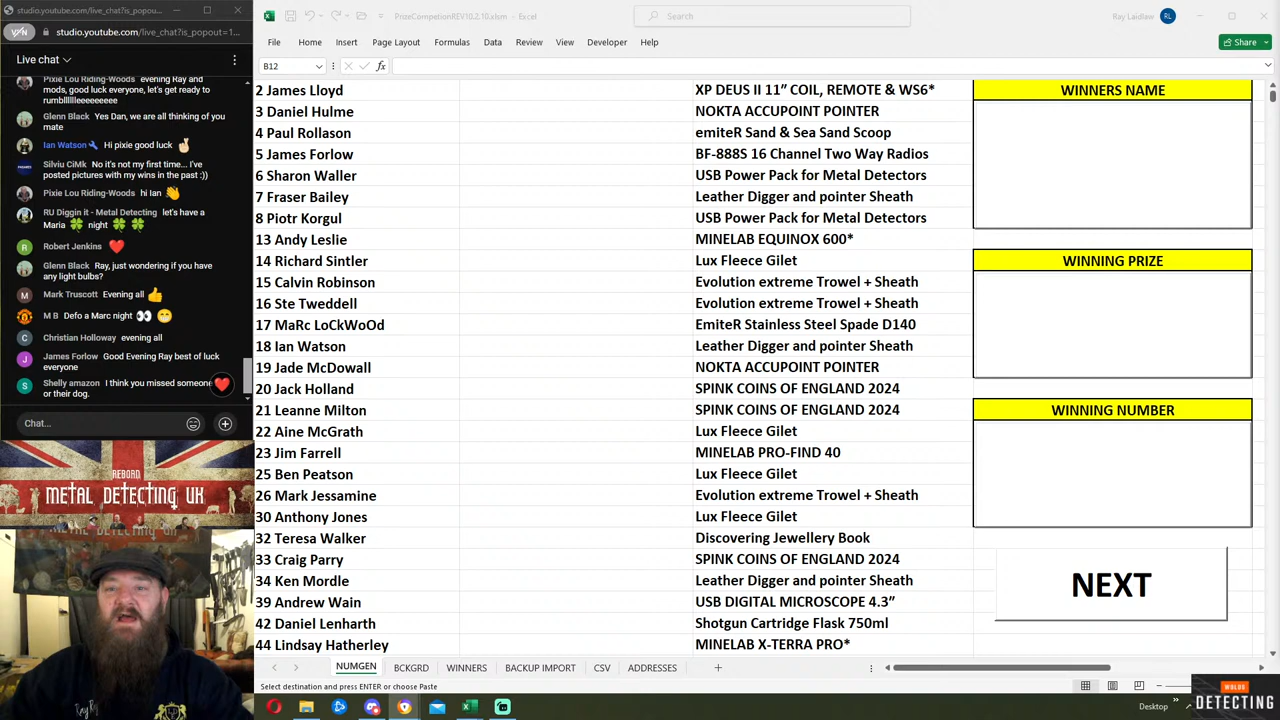 studio.youtube.com/live_chat?is_popou...
studio.youtube.com/live_chat?is_popout=1...
Live chat
Pixie Lou Riding-Woods evening Ray and
mods, good luck everyone, let's get ready to
rumblllllleeeeeeeee
Glenn Black Yes Dan, we are all thinking of you
mate
Ian Watson Hi pixie good luck
Silviu CiMk No it's not my first time... I've
posted pictures with my wins in the past :))
Pixie Lou Riding-Woods hi Ian
RU Diggin it - Metal Detecting let's have a
Maria night
Robert Jenkins
Glenn Black Ray, just wondering if you have
any light bulbs?
Mark Truscott Evening all
M B Defo a Marc night
Christian Holloway evening all
James Forlow Good Evening Ray best of luck
everyone
Shelly amazon I think you missed someone
or their dog.
Chat...
REBORN
METAL DETECTING UK
PrizeCompetionREV10.2.10.xlsm - Excel
Search
Ray Laidlaw
RL
File Home Insert Page Layout Formulas Data Review View Developer Help
Share
B12
fx
2 James Lloyd XP DEUS II 11” COIL, REMOTE & WS6*
3 Daniel Hulme NOKTA ACCUPOINT POINTER
4 Paul Rollason emiteR Sand & Sea Sand Scoop
5 James Forlow BF-888S 16 Channel Two Way Radios
6 Sharon Waller USB Power Pack for Metal Detectors
7 Fraser Bailey Leather Digger and pointer Sheath
8 Piotr Korgul USB Power Pack for Metal Detectors
13 Andy Leslie MINELAB EQUINOX 600*
14 Richard Sintler Lux Fleece Gilet
15 Calvin Robinson Evolution extreme Trowel + Sheath
16 Ste Tweddell Evolution extreme Trowel + Sheath
17 MaRc LoCkWoOd EmiteR Stainless Steel Spade D140
18 Ian Watson Leather Digger and pointer Sheath
19 Jade McDowall NOKTA ACCUPOINT POINTER
20 Jack Holland SPINK COINS OF ENGLAND 2024
21 Leanne Milton SPINK COINS OF ENGLAND 2024
22 Aine McGrath Lux Fleece Gilet
23 Jim Farrell MINELAB PRO-FIND 40
25 Ben Peatson Lux Fleece Gilet
26 Mark Jessamine Evolution extreme Trowel + Sheath
30 Anthony Jones Lux Fleece Gilet
32 Teresa Walker Discovering Jewellery Book
33 Craig Parry SPINK COINS OF ENGLAND 2024
34 Ken Mordle Leather Digger and pointer Sheath
39 Andrew Wain USB DIGITAL MICROSCOPE 4.3”
42 Daniel Lenharth Shotgun Cartridge Flask 750ml
44 Lindsay Hatherley MINELAB X-TERRA PRO*
WINNERS NAME
WINNING PRIZE
WINNING NUMBER
NEXT
NUMGEN BCKGRD WINNERS BACKUP IMPORT CSV ADDRESSES
Select destination and press ENTER or choose Paste
Desktop
DETECTING